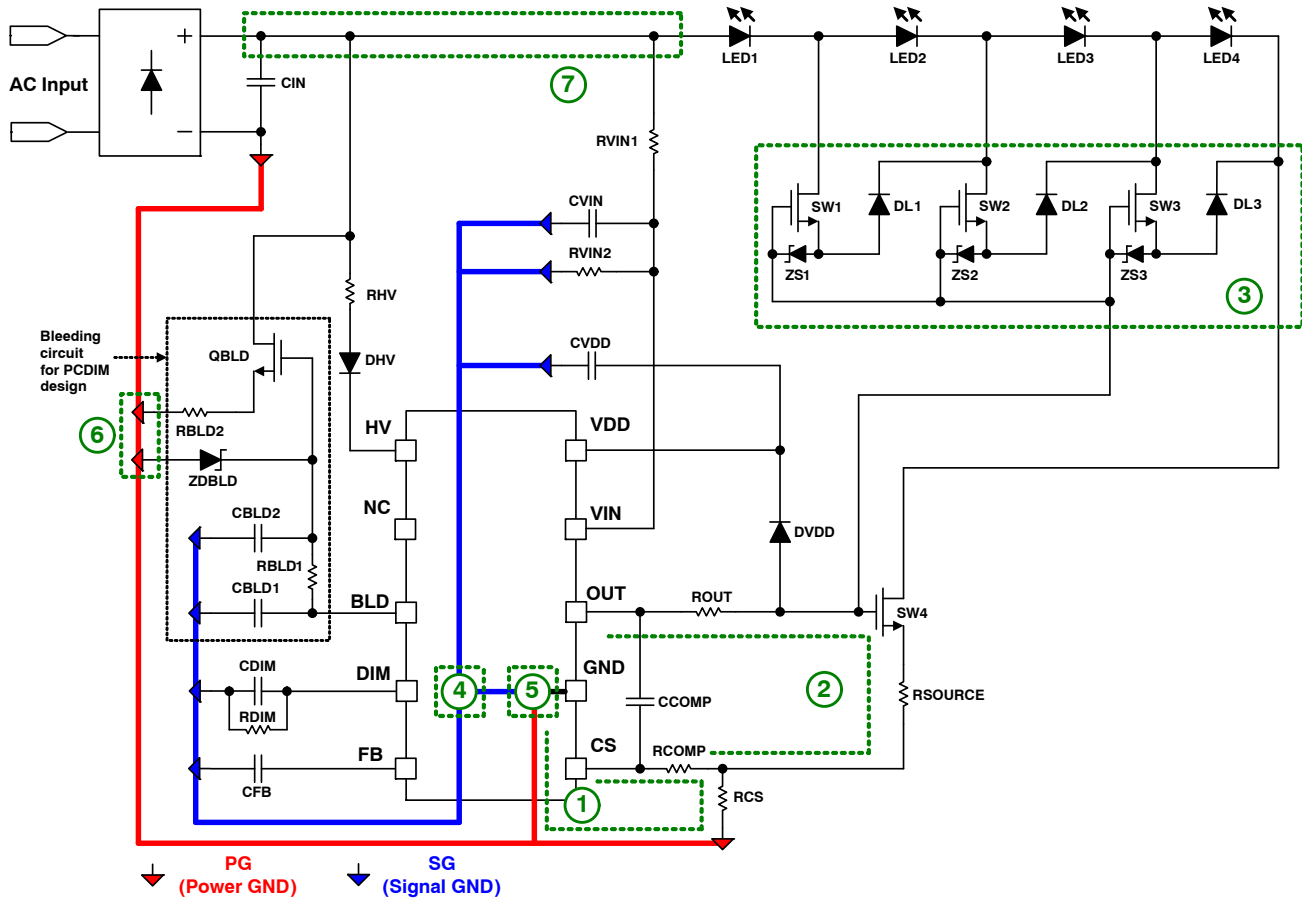 AC Input
+
−
CIN
7
LED1
LED2
LED3
LED4
RVIN1
CVIN
RVIN2
SW1
DL1
SW2
DL2
SW3
DL3
ZS1
ZS2
ZS3
3
RHV
DHV
Bleeding
circuit
for PCDIM
design
QBLD
CVDD
6
RBLD2
ZDBLD
HV
VDD
NC
VIN
DVDD
CBLD2
RBLD1
CBLD1
BLD
OUT
ROUT
SW4
CDIM
RDIM
DIM
4
5
GND
CCOMP
2
RSOURCE
CFB
FB
CS
RCOMP
1
RCS
PG
(Power GND)
SG
(Signal GND)